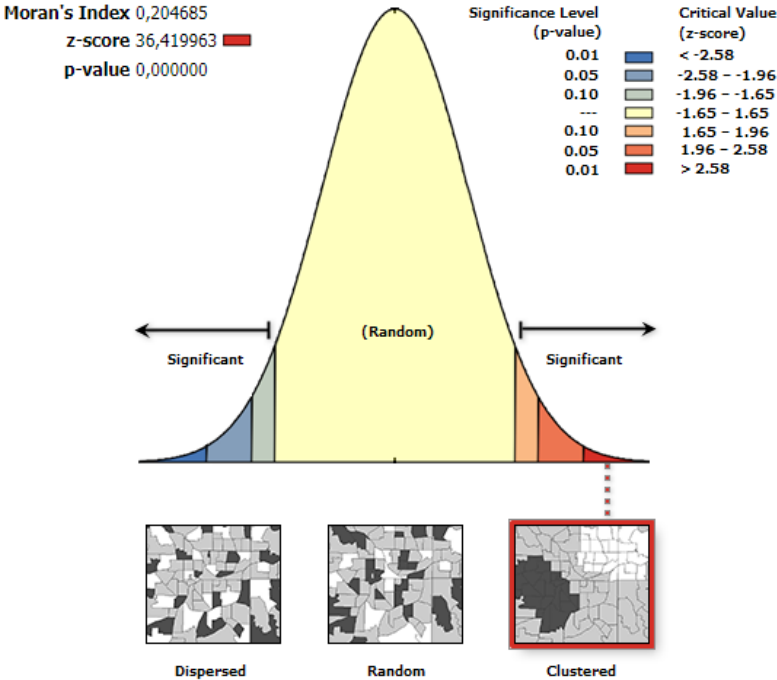 Moran's Index 0,204685
z-score 36,419963
p-value 0,000000
Significance Level
(p-value)
Critical Value
(z-score)
0.01 < -2.58
0.05 -2.58 – -1.96
0.10 -1.96 – -1.65
--- -1.65 – 1.65
0.10 1.65 – 1.96
0.05 1.96 – 2.58
0.01 > 2.58
(Random)
Significant Significant
Dispersed Random Clustered